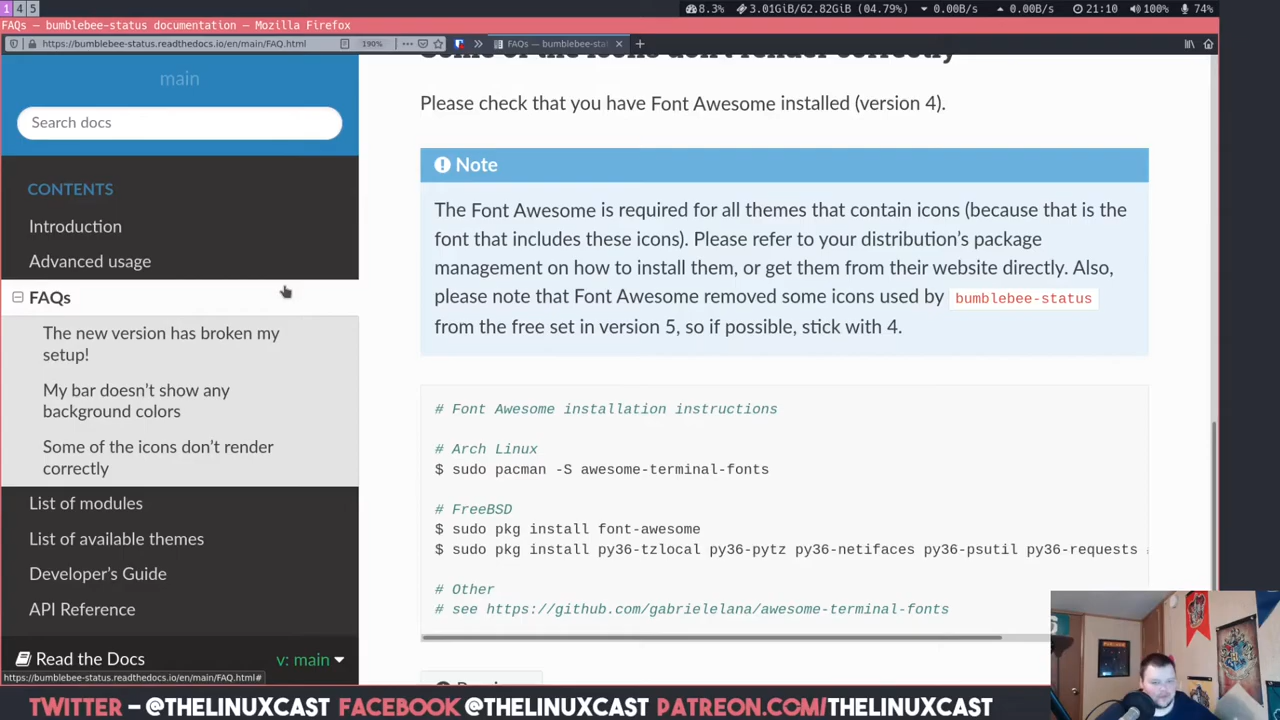 1 4 5
8.3% 3.01GiB/62.82GiB (04.79%) 0.00B/s 0.00B/s 21:10 100% 74%
FAQs — bumblebee-status documentation — Mozilla Firefox
https://bumblebee-status.readthedocs.io/en/main/FAQ.html 190% FAQs — bumblebee-stat
main
Search docs
CONTENTS
Introduction
Advanced usage
FAQs
The new version has broken my
setup!
My bar doesn't show any
background colors
Some of the icons don't render
correctly
List of modules
List of available themes
Developer's Guide
API Reference
Read the Docs v: main
https://bumblebee-status.readthedocs.io/en/main/FAQ.html#
Some of the icons don't render correctly
Please check that you have Font Awesome installed (version 4).
Note
The Font Awesome is required for all themes that contain icons (because that is the
font that includes these icons). Please refer to your distribution's package
management on how to install them, or get them from their website directly. Also,
please note that Font Awesome removed some icons used by bumblebee-status
from the free set in version 5, so if possible, stick with 4.
# Font Awesome installation instructions
# Arch Linux
$ sudo pacman -S awesome-terminal-fonts
# FreeBSD
$ sudo pkg install font-awesome
$ sudo pkg install py36-tzlocal py36-pytz py36-netifaces py36-psutil py36-requests
# Other
# see https://github.com/gabrielelana/awesome-terminal-fonts
TWITTER – @THELINUXCAST FACEBOOK @THELINUXCAST PATREON.COM/THELINUXCAST